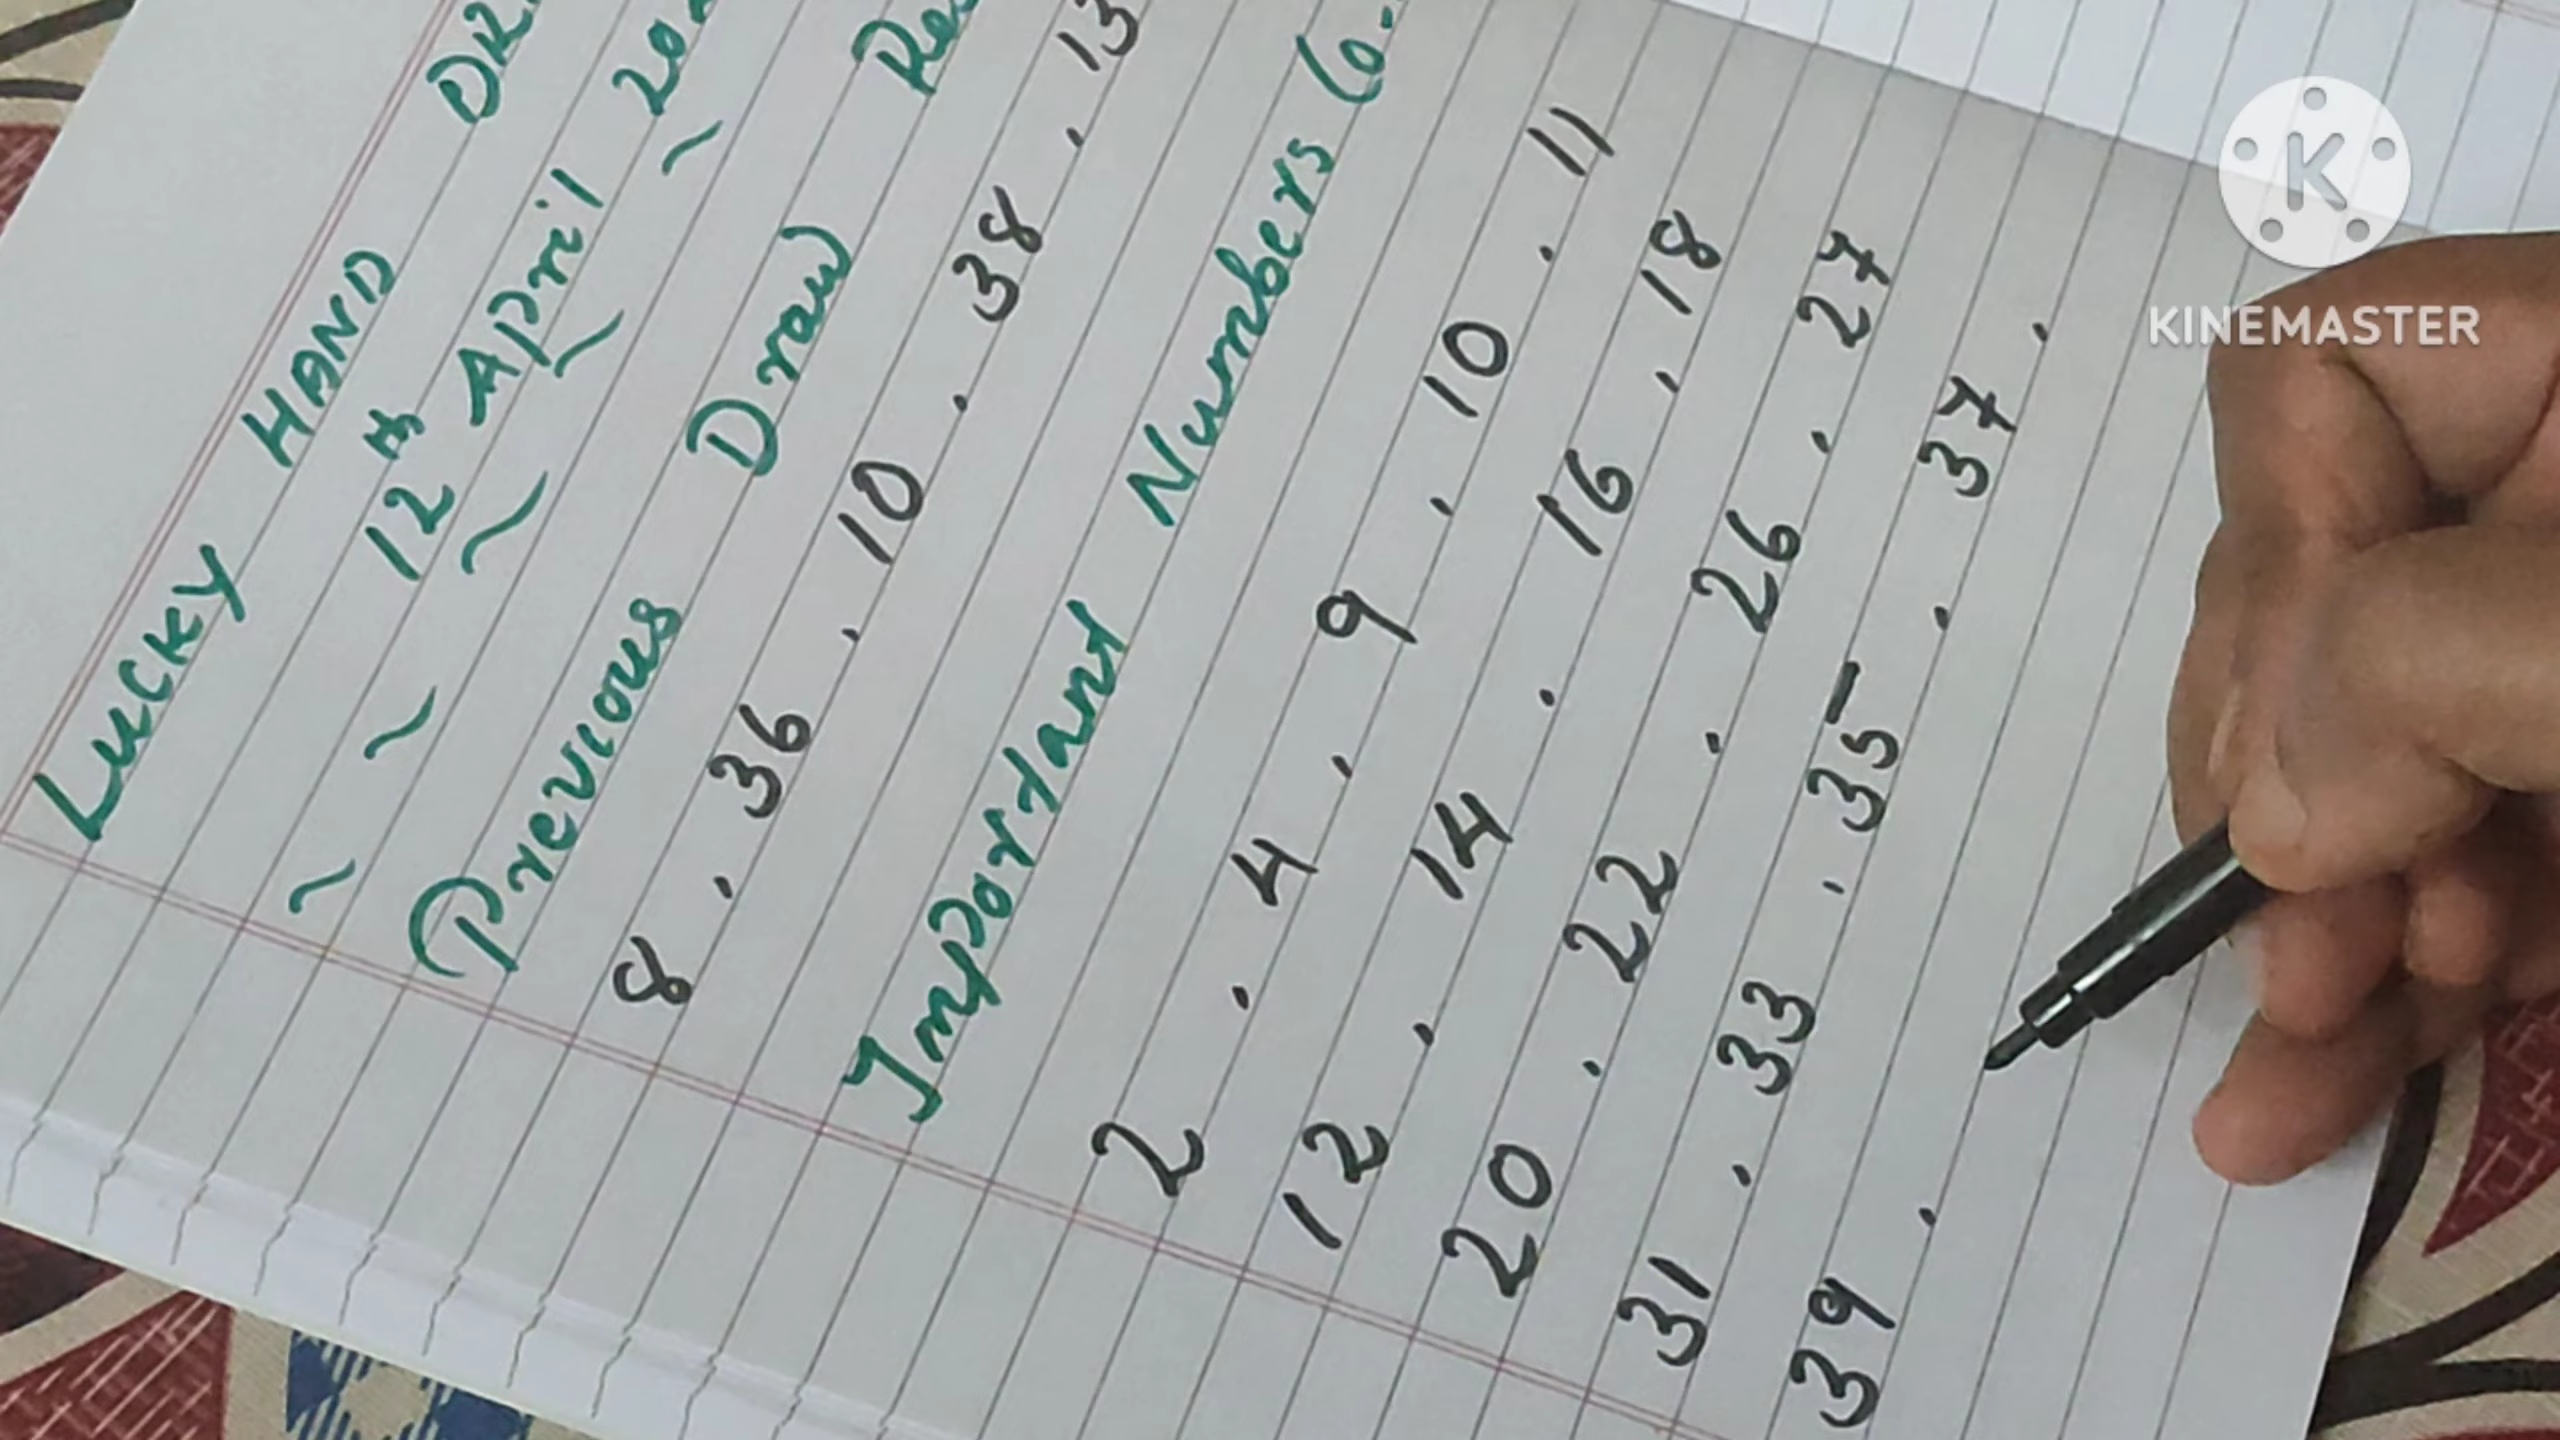 LUCKY HAND
12th April
Previous Draw
8 . 36 . 10 . 38 . 13
Important Numbers
2 . 4 . 9 . 10 . 11
12 . 14 . 16 . 18
20 . 22 . 26 . 27
31 . 33 . 35 . 37 .
39 .
KINEMASTER